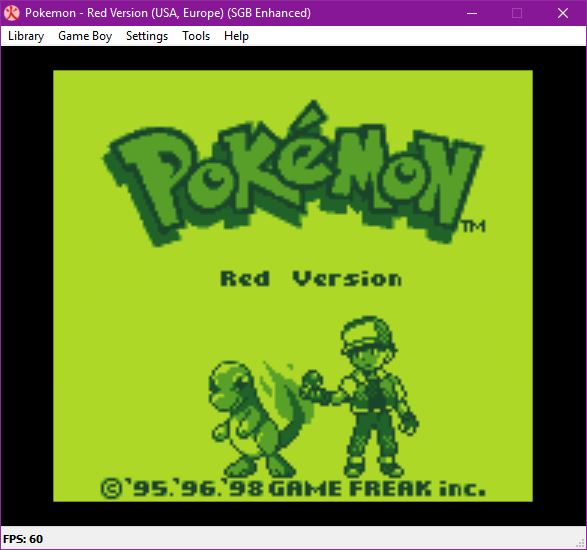 Pokemon - Red Version (USA, Europe) (SGB Enhanced)
Library Game Boy Settings Tools Help
POKéMON
TM
Red Version
©'95.'96.'98 GAME FREAK inc.
FPS: 60